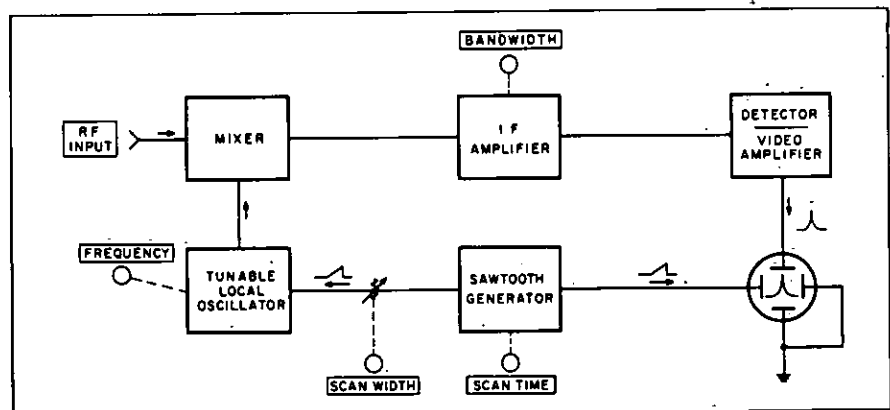 BANDWIDTH
RF
INPUT
MIXER
I F
AMPLIFIER
DETECTOR
VIDEO
AMPLIFIER
FREQUENCY
TUNABLE
LOCAL
OSCILLATOR
SAWTOOTH
GENERATOR
SCAN WIDTH
SCAN TIME